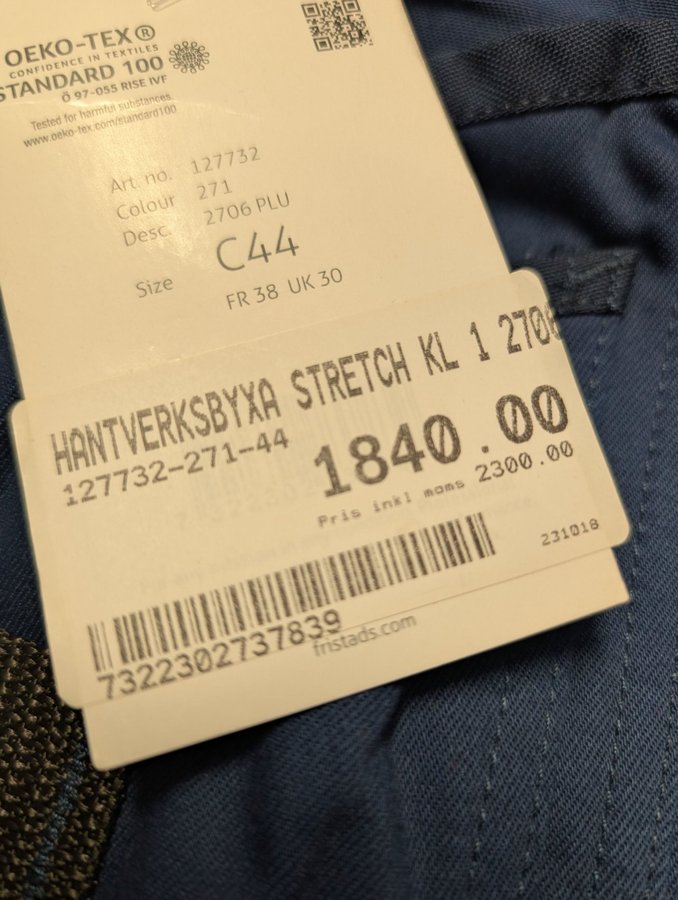 OEKO-TEX®
CONFIDENCE IN TEXTILES
STANDARD 100
Ö 97-055 RISE IVF
Tested for harmful substances.
www.oeko-tex.com/standard100
Art. no. 127732
Colour 271
Desc. 2706 PLU
Size C44
FR 38 UK 30
HANTVERKSBYXA STRETCH KL 1 2706
127732-271-44
1840.00
Pris inkl moms 2300.00
231018
7322302737839
fristads.com